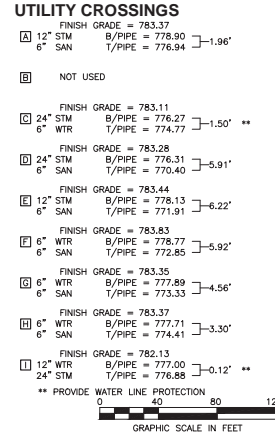 UTILITY CROSSINGS
FINISH GRADE = 783.37
A 12" STM B/PIPE = 778.90
6" SAN T/PIPE = 776.94
1.96'
B NOT USED
FINISH GRADE = 783.11
C 24" STM B/PIPE = 776.27
6" WTR T/PIPE = 774.77
1.50' **
FINISH GRADE = 783.28
D 24" STM B/PIPE = 776.31
6" SAN T/PIPE = 770.40
5.91'
FINISH GRADE = 783.44
E 12" STM B/PIPE = 778.13
6" SAN T/PIPE = 771.91
6.22'
FINISH GRADE = 783.83
F 6" WTR B/PIPE = 778.77
6" SAN T/PIPE = 772.85
5.92'
FINISH GRADE = 783.35
G 6" WTR B/PIPE = 777.89
6" SAN T/PIPE = 773.33
4.56'
FINISH GRADE = 783.37
H 6" WTR B/PIPE = 777.71
6" SAN T/PIPE = 774.41
3.30'
FINISH GRADE = 782.13
I 12" WTR B/PIPE = 777.00
24" STM T/PIPE = 776.88
0.12' **
** PROVIDE WATER LINE PROTECTION
0 40 80 12
GRAPHIC SCALE IN FEET